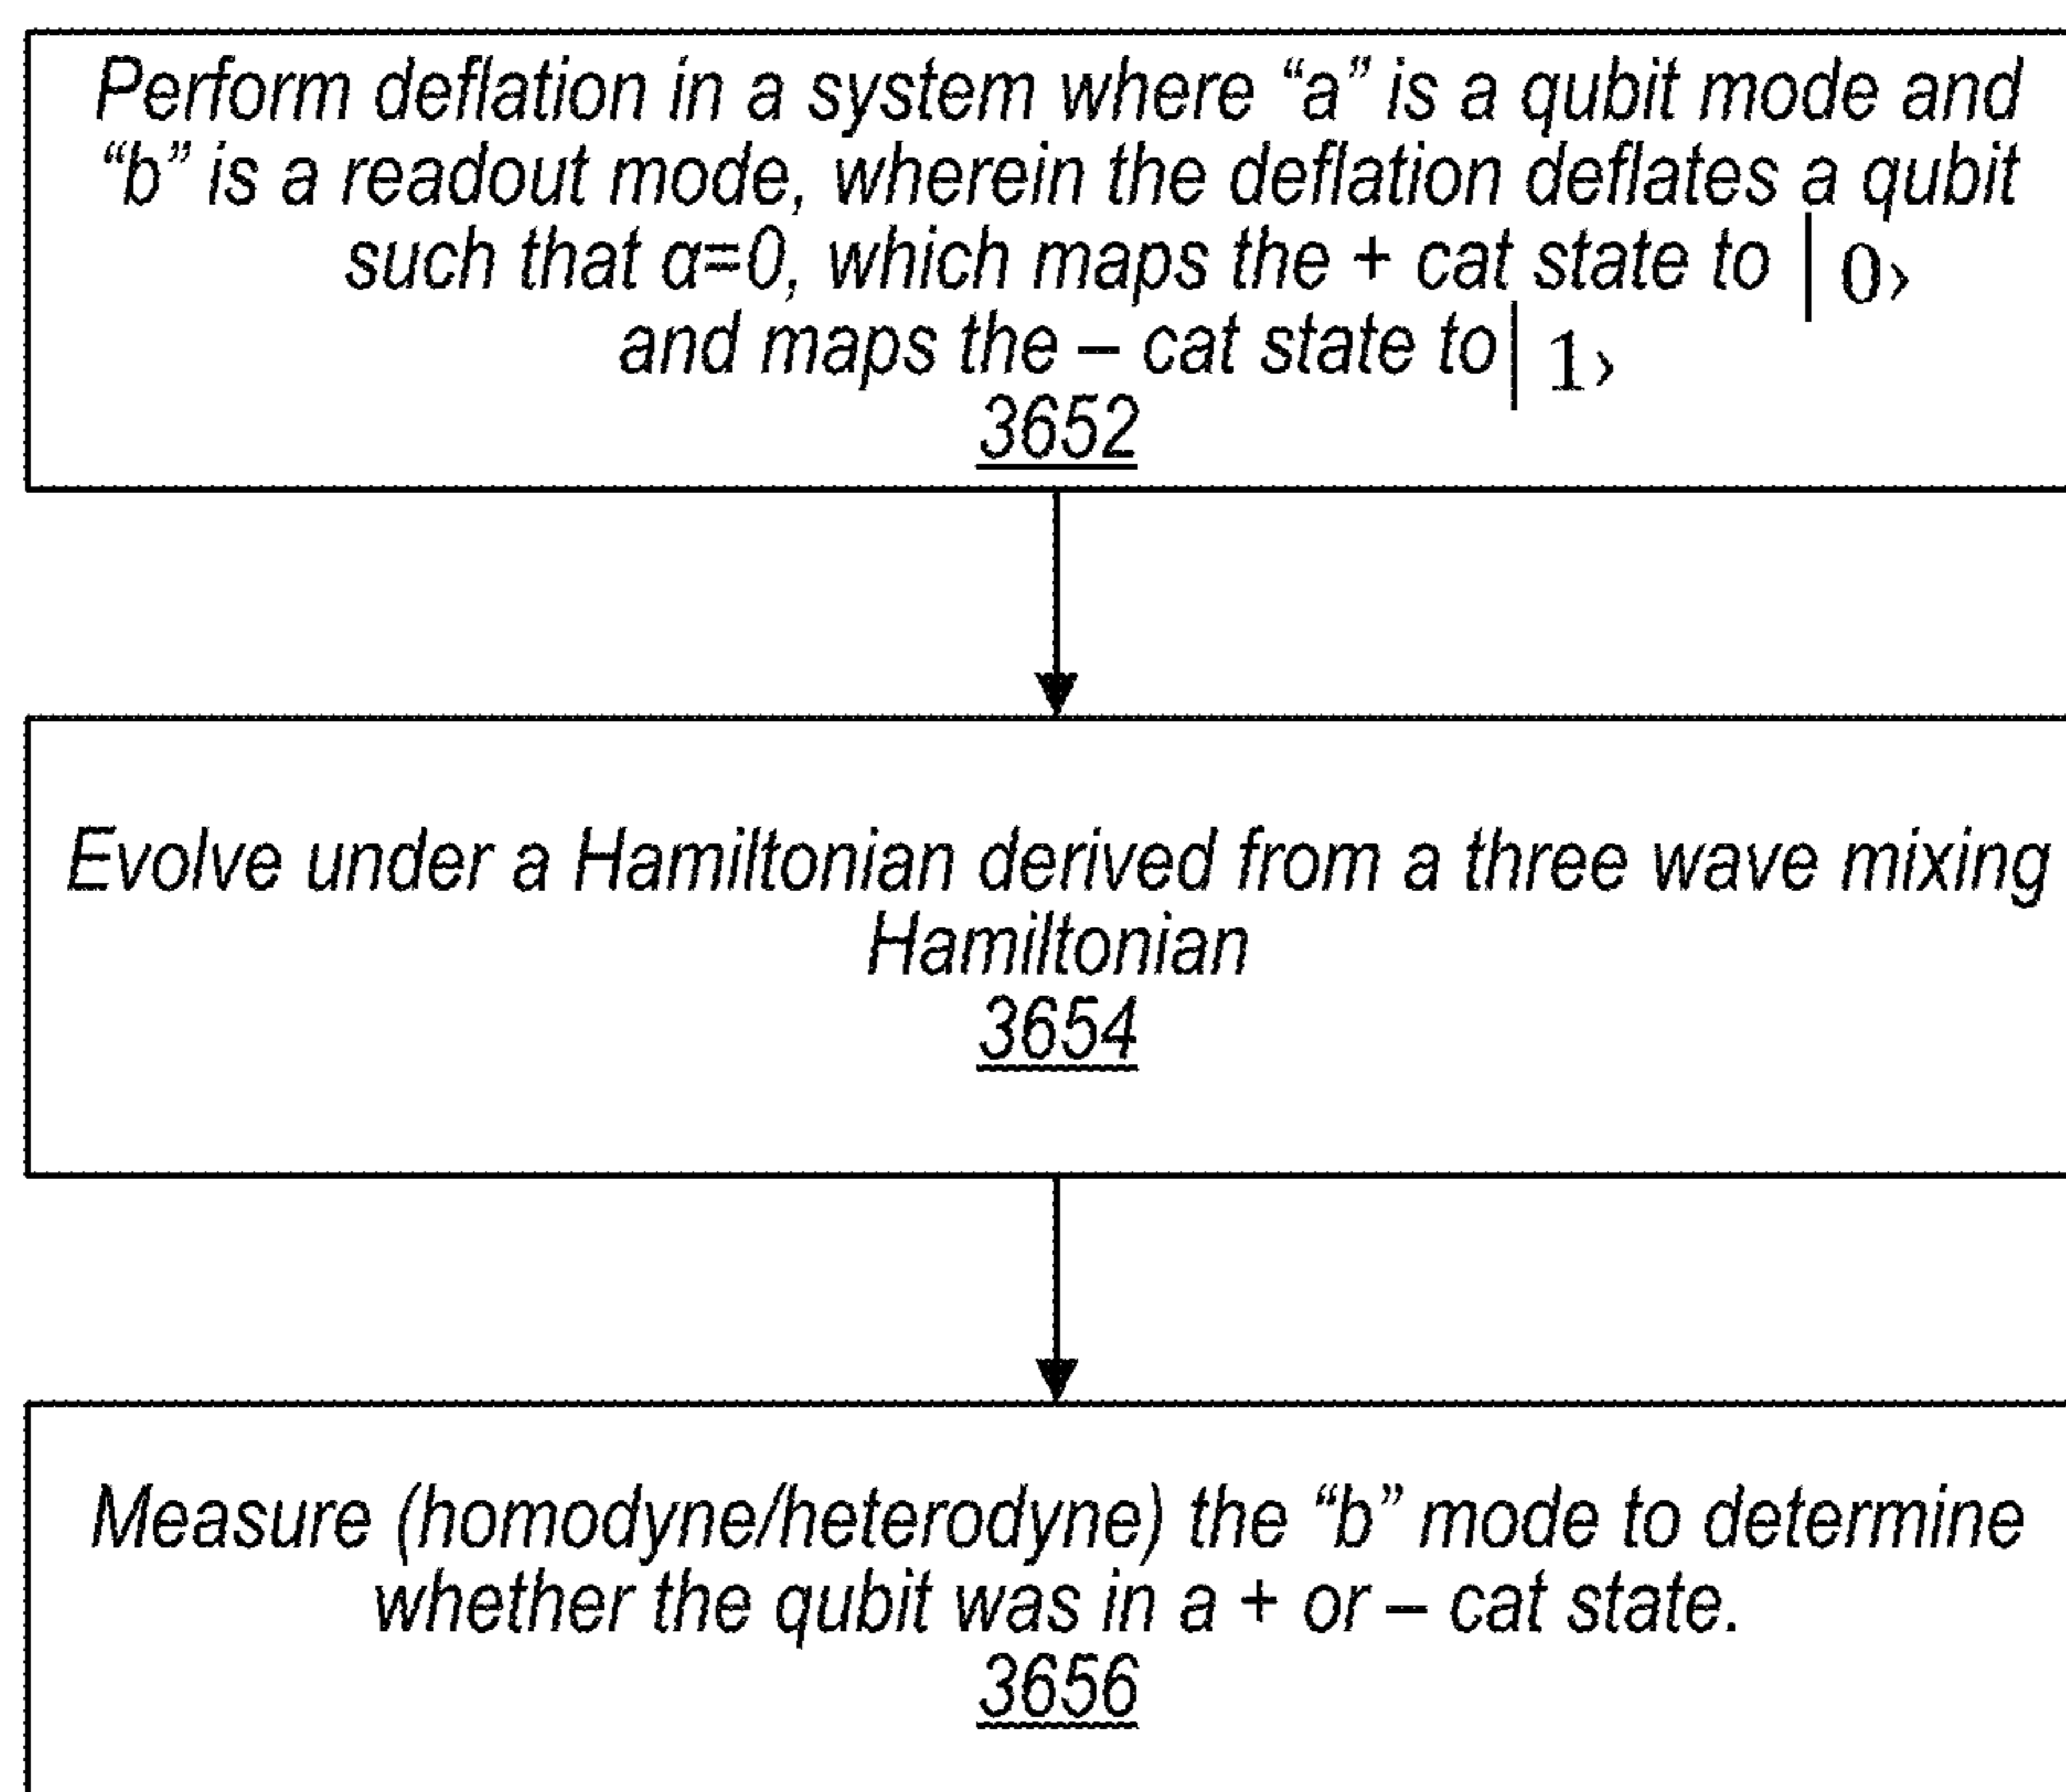 Perform deflation in a system where “a” is a qubit mode and
“b” is a readout mode, wherein the deflation deflates a qubit
such that α=0, which maps the + cat state to | 0›
and maps the – cat state to | 1›
3652
Evolve under a Hamiltonian derived from a three wave mixing
Hamiltonian
3654
Measure (homodyne/heterodyne) the “b” mode to determine
whether the qubit was in a + or – cat state.
3656